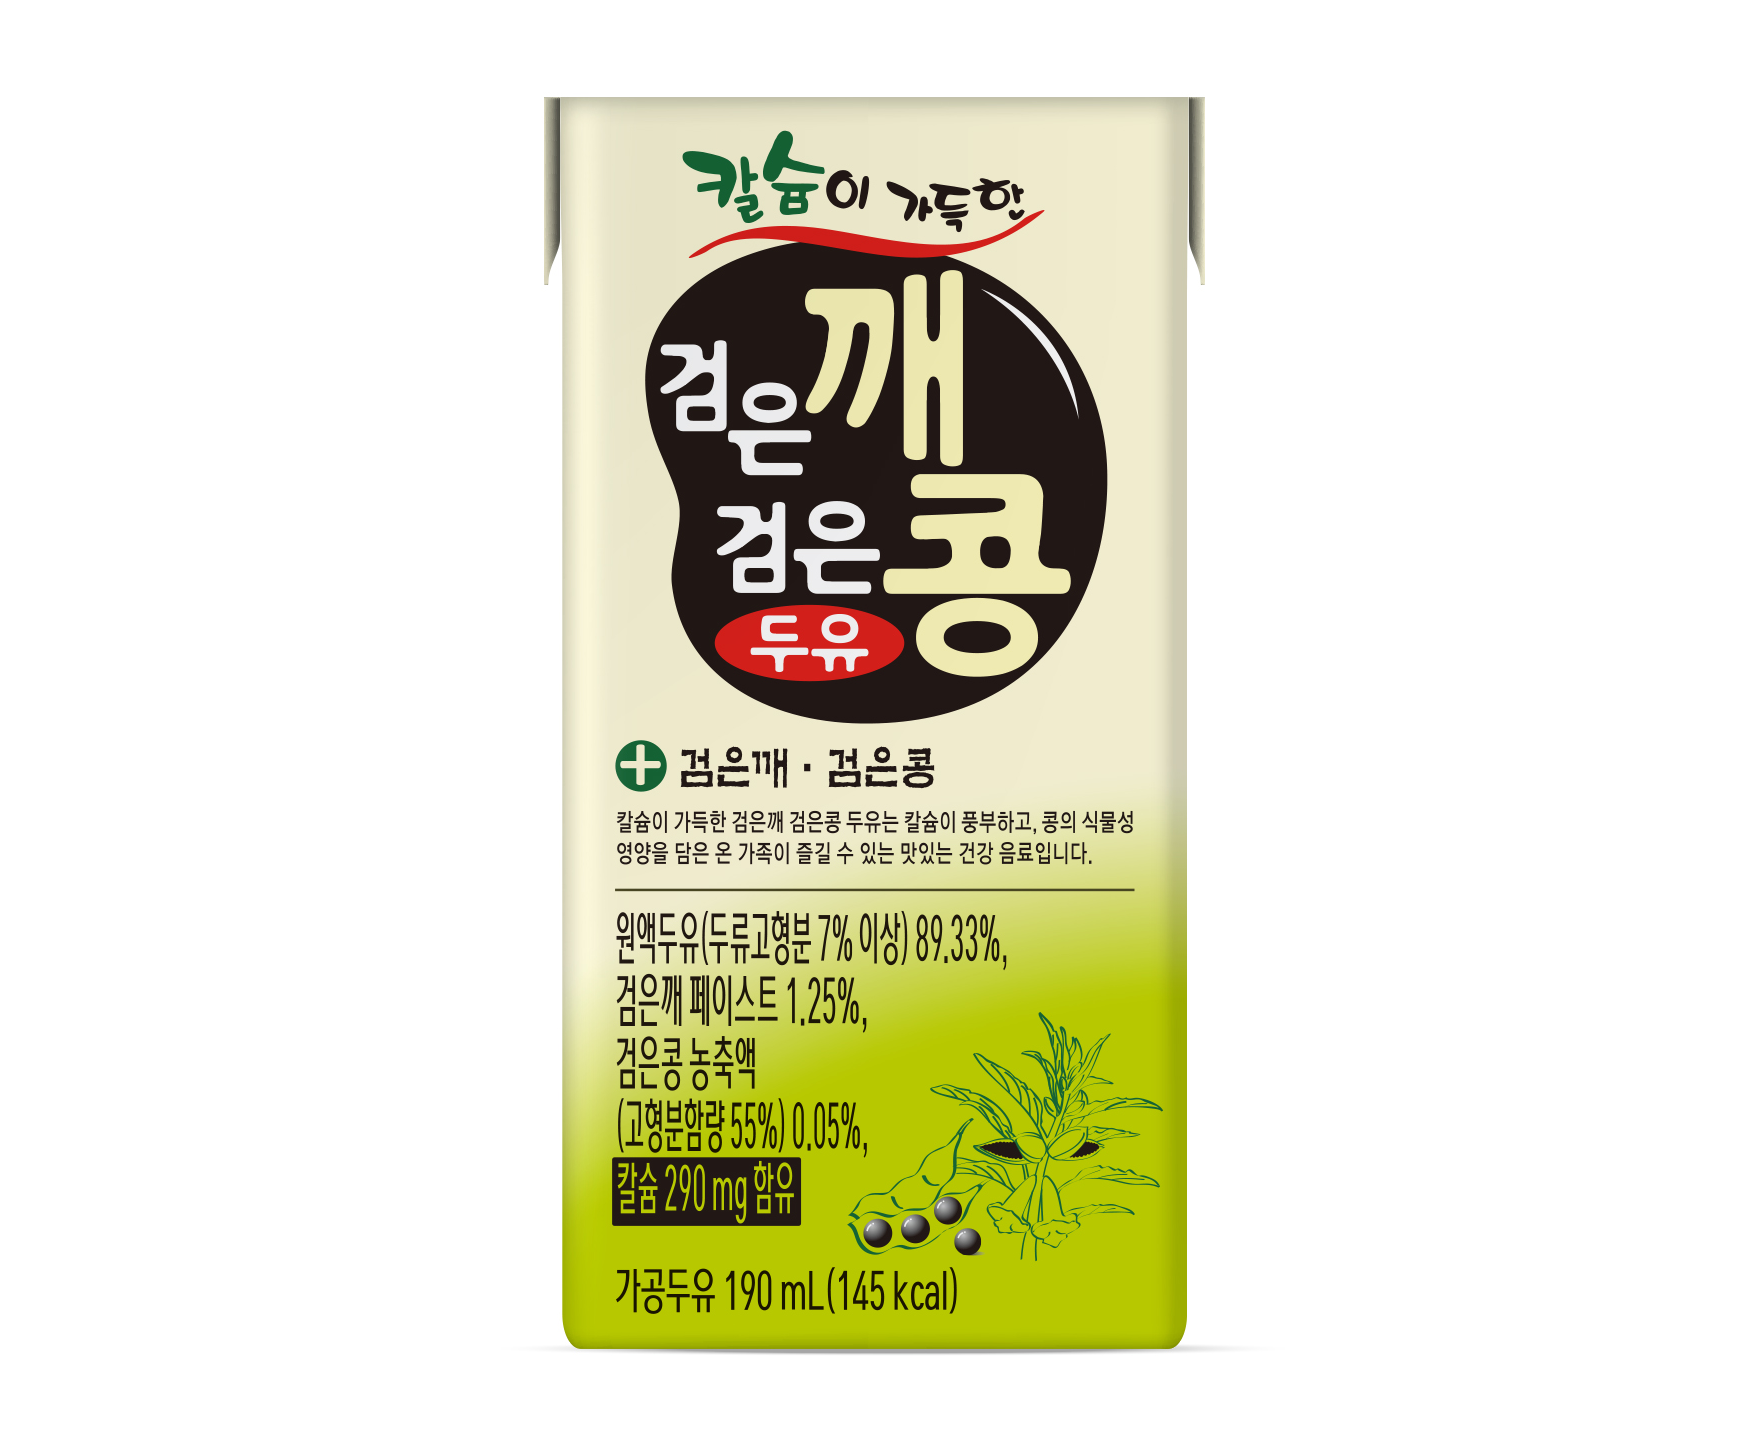 칼슘이 가득한
검은깨
검은콩
두유
검은깨 · 검은콩
칼슘이 가득한 검은깨 검은콩 두유는 칼슘이 풍부하고, 콩의 식물성
영양을 담은 온 가족이 즐길 수 있는 맛있는 건강 음료입니다.
원액두유(두류고형분 7% 이상) 89.33%,
검은깨 페이스트 1.25%,
검은콩 농축액
(고형분함량 55%) 0.05%,
칼슘 290 mg 함유
가공두유 190 mL(145 kcal)